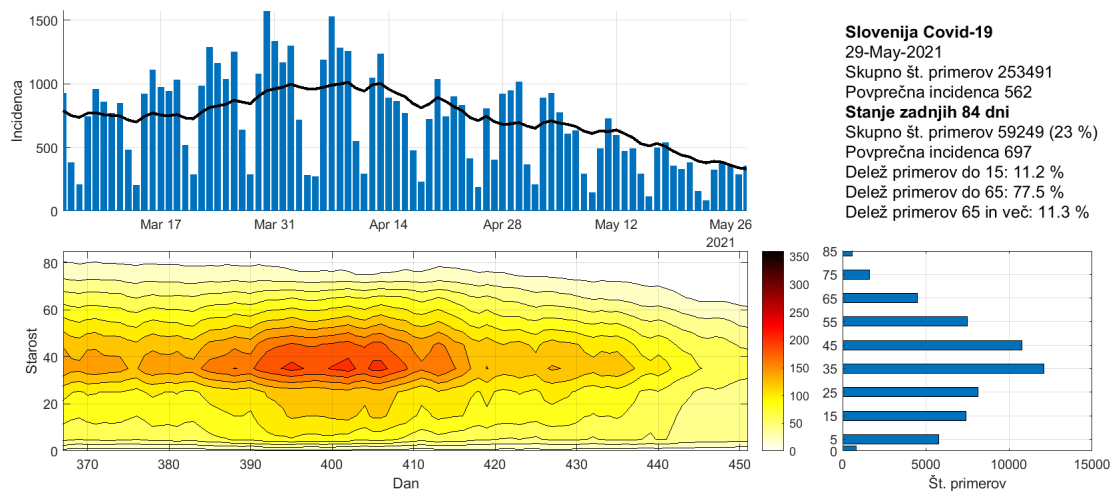 1500
1000
500
0
Incidenca
Mar 17
Mar 31
Apr 14
Apr 28
May 12
May 26
2021
Slovenija Covid-19
29-May-2021
Skupno št. primerov 253491
Povprečna incidenca 562
Stanje zadnjih 84 dni
Skupno št. primerov 59249 (23 %)
Povprečna incidenca 697
Delež primerov do 15: 11.2 %
Delež primerov do 65: 77.5 %
Delež primerov 65 in več: 11.3 %
80
60
40
20
0
Starost
370
380
390
400
410
420
430
440
450
Dan
350
300
250
200
150
100
50
0
85
75
65
55
45
35
25
15
5
0
0
5000
10000
15000
Št. primerov